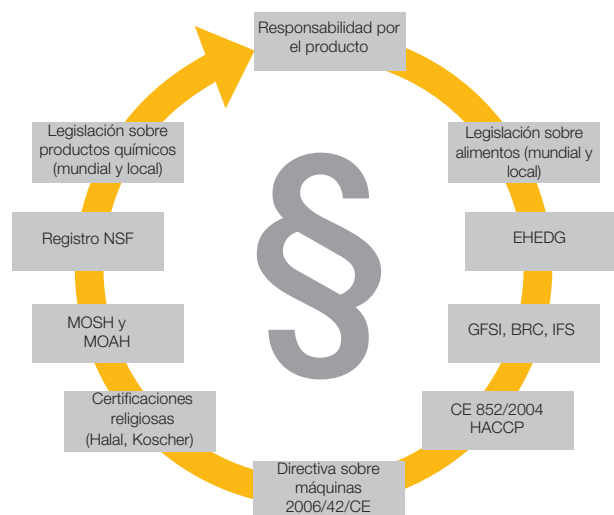 Responsabilidad por
el producto
Legislación sobre
alimentos (mundial y
local)
EHEDG
GFSI, BRC, IFS
CE 852/2004
HACCP
Directiva sobre
máquinas
2006/42/CE
Certificaciones
religiosas
(Halal, Koscher)
MOSH y
MOAH
Registro NSF
Legislación sobre
productos químicos
(mundial y local)
§